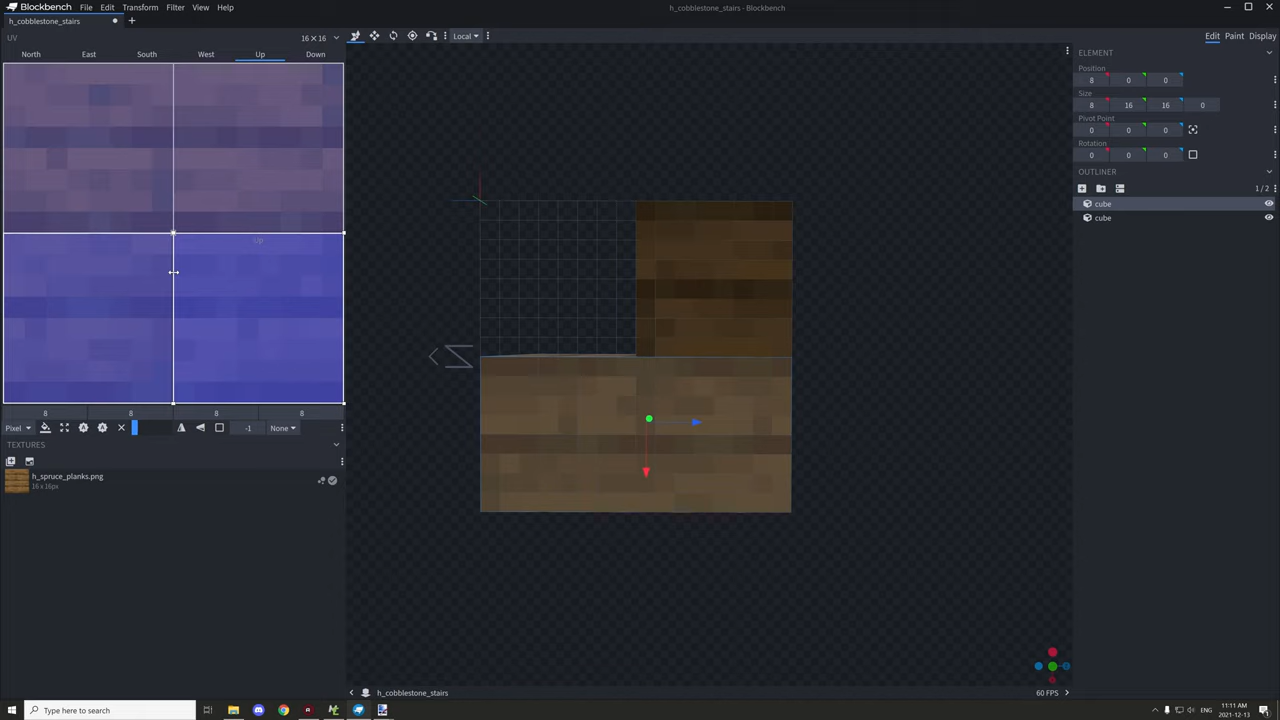 Blockbench File Edit Transform Filter View Help
h_cobblestone_stairs - Blockbench
h_cobblestone_stairs
UV
16 × 16
Local
Edit Paint Display
North East South West Up Down
Up
8 8 8 8
Pixel
-1
None
TEXTURES
h_spruce_planks.png
16 x 16px
ELEMENT
Position
8 0 0
Size
8 16 16 0
Pivot Point
0 0 0
Rotation
0 0 0
OUTLINER
1 / 2
cube
cube
N
Z
h_cobblestone_stairs
60 FPS
Type here to search
ENG
11:11 AM
2021-12-13